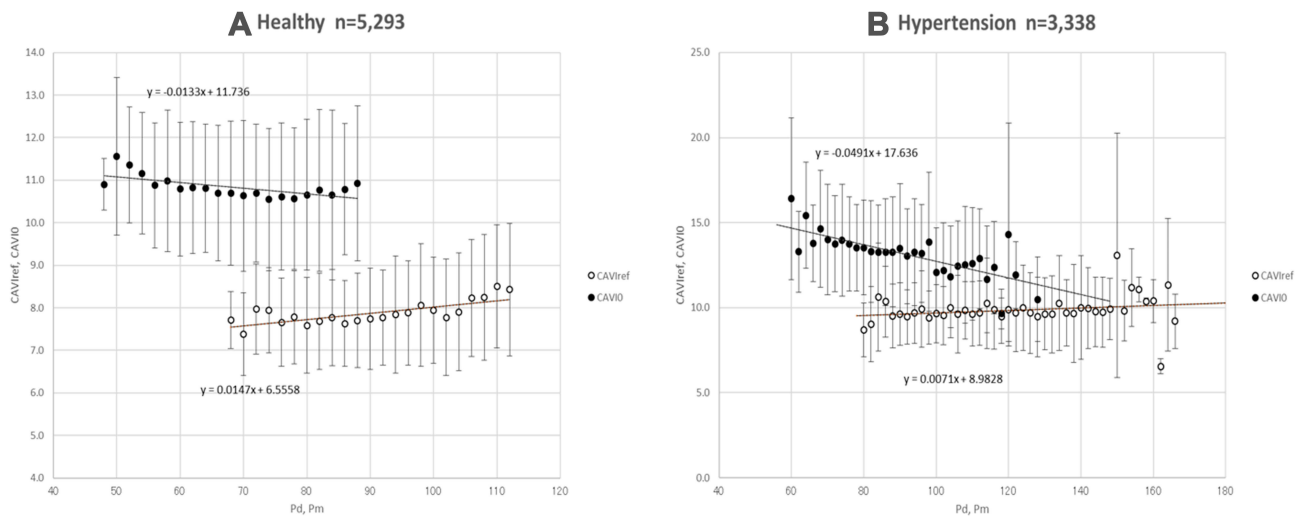 A Healthy n=5,293
14.0
13.0
12.0
11.0
10.0
9.0
8.0
7.0
6.0
5.0
4.0
CAVIref, CAVI0
y = -0.0133x + 11.736
y = 0.0147x + 6.5558
40 50 60 70 80 90 100 110 120
Pd, Pm
CAVIref
CAVI0
B Hypertension n=3,338
25.0
20.0
15.0
10.0
5.0
0.0
CAVIref, CAVI0
y = -0.0491x + 17.636
y = 0.0071x + 8.9828
40 60 80 100 120 140 160 180
Pd, Pm
CAVIref
CAVI0